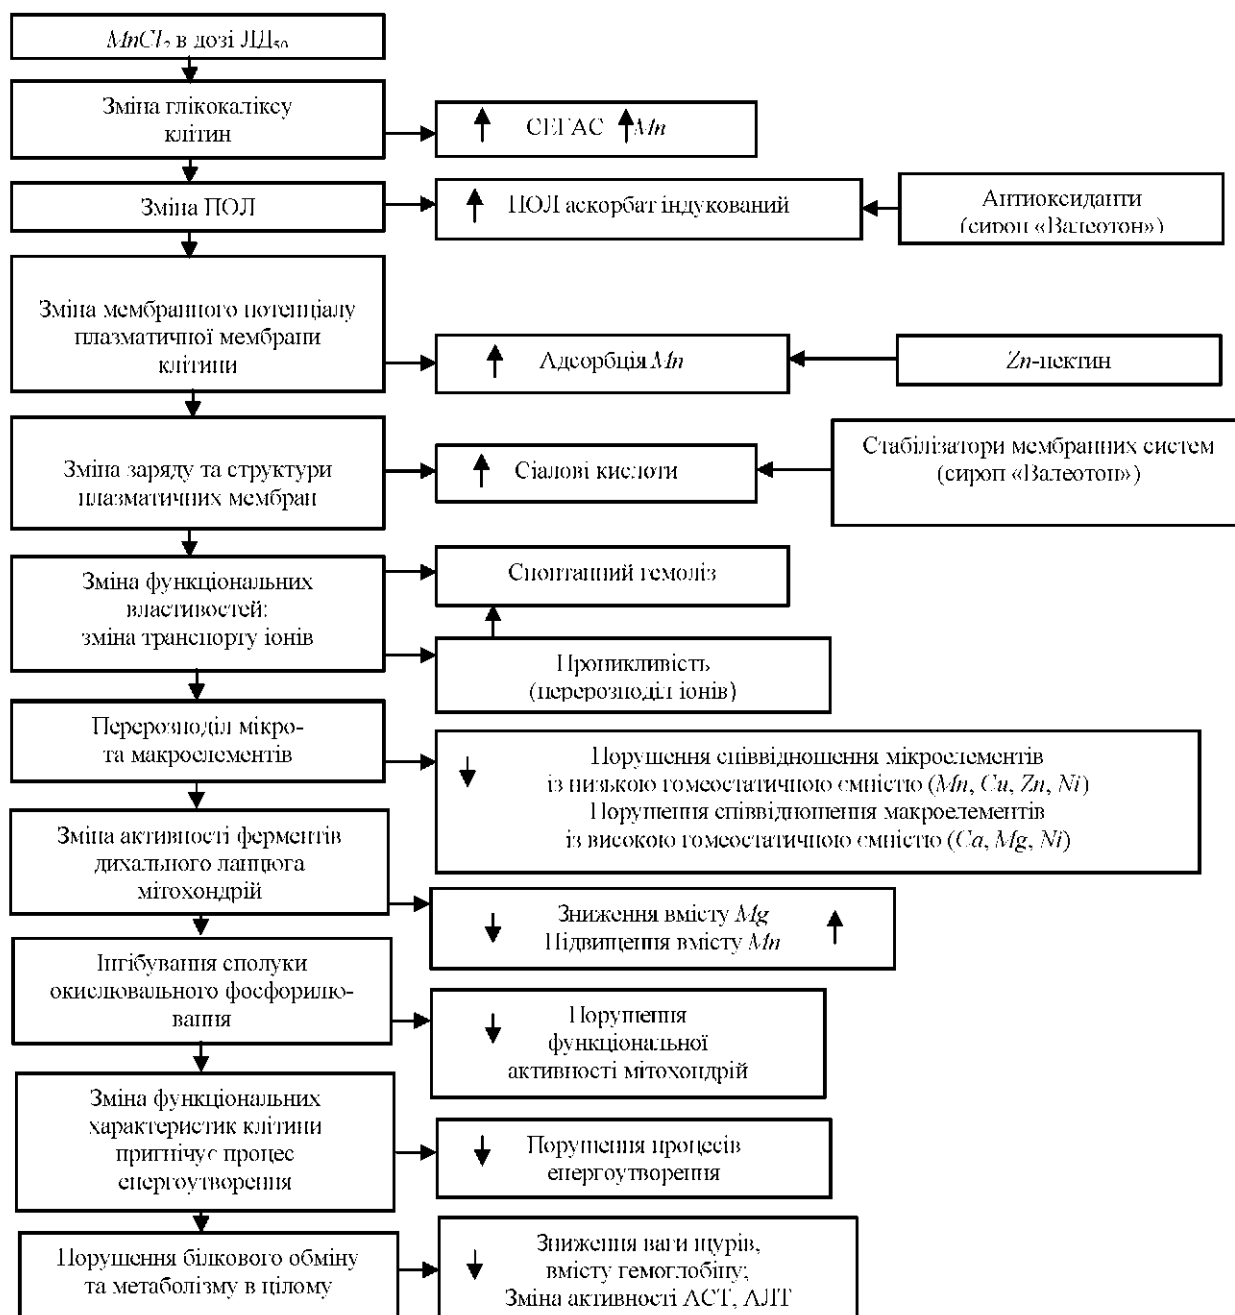 MnCl₂ в дозі ЛД₅₀
Зміна глікокаліксу
клітин
СЕГАС Mn
Зміна ПОЛ
ПОЛ аскорбат індукований
Антиоксиданти
(сироп «Валеотон»)
Зміна мембранного потенціалу
плазматичної мембрани
клітини
Адсорбція Mn
Zn-пектин
Зміна заряду та структури
плазматичних мембран
Сіалові кислоти
Стабілізатори мембранних систем
(сироп «Валеотон»)
Зміна функціональних
властивостей:
зміна транспорту іонів
Спонтанний гемоліз
Проникливість
(перерозподіл іонів)
Перерозподіл мікро-
та макроелементів
Порушення співвідношення мікроелементів
із низькою гомеостатичною ємністю (Mn, Cu, Zn, Ni)
Порушення співвідношення макроелементів
із високою гомеостатичною ємністю (Ca, Mg, Ni)
Зміна активності ферментів
дихального ланцюга
мітохондрій
Зниження вмісту Mg
Підвищення вмісту Mn
Інгібування сполуки
окислювального фосфорилю-
вання
Порушення
функціональної
активності мітохондрій
Зміна функціональних
характеристик клітини
пригнічує процес
енергоутворення
Порушення процесів
енергоутворення
Порушення білкового обміну
та метаболізму в цілому
Зниження ваги щурів,
вмісту гемоглобіну;
Зміна активності АСТ, АЛТ